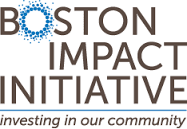 BOSTON
IMPACT
INITIATIVE
investing in our community